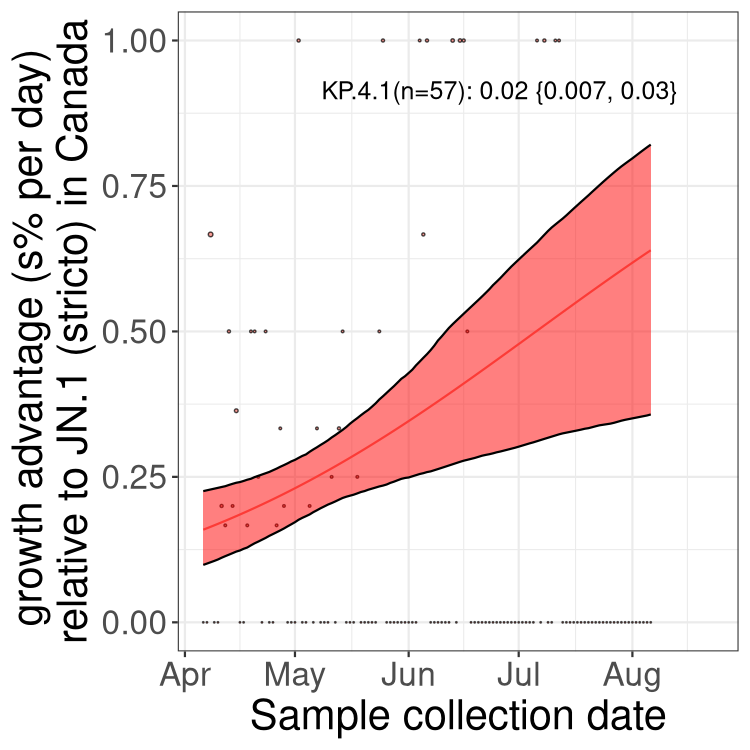 growth advantage (s% per day)
relative to JN.1 (stricto) in Canada
1.00
0.75
0.50
0.25
0.00
KP.4.1(n=57): 0.02 {0.007, 0.03}
Apr May Jun Jul Aug
Sample collection date